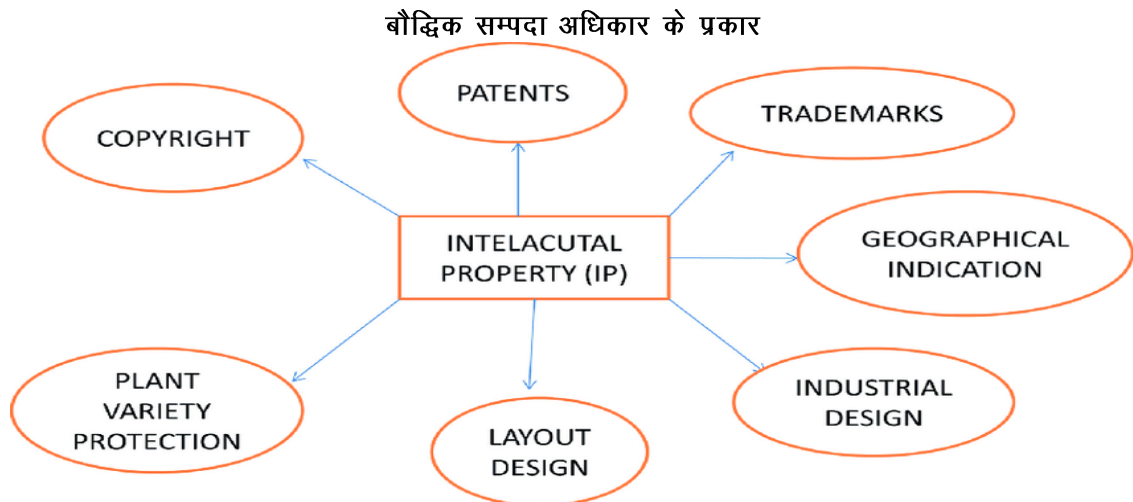 बौद्धिक सम्पदा अधिकार के प्रकार
PATENTS
TRADEMARKS
COPYRIGHT
INTELACUTAL
PROPERTY (IP)
GEOGRAPHICAL
INDICATION
PLANT
VARIETY
PROTECTION
LAYOUT
DESIGN
INDUSTRIAL
DESIGN